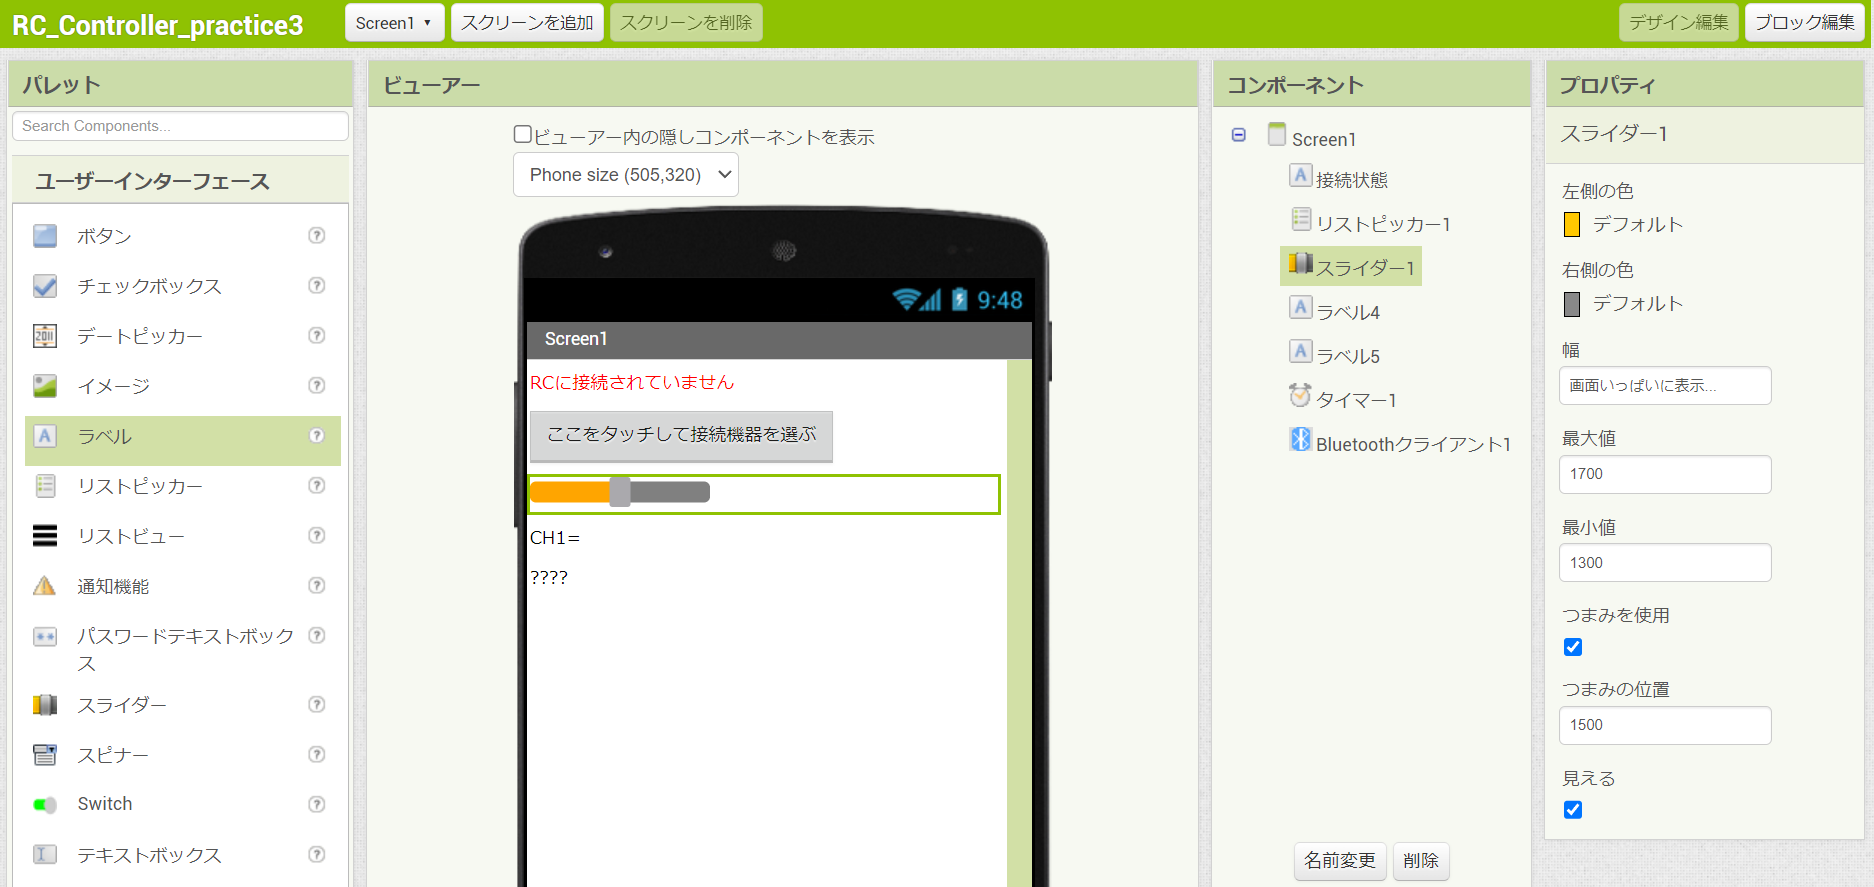 RC_Controller_practice3
Screen1 ▾
スクリーンを追加
スクリーンを削除
デザイン編集
ブロック編集
パレット
Search Components...
ユーザーインターフェース
ボタン
チェックボックス
デートピッカー
イメージ
ラベル
リストピッカー
リストビュー
通知機能
パスワードテキストボック
ス
スライダー
スピナー
Switch
テキストボックス
ビューアー
ビューアー内の隠しコンポーネントを表示
Phone size (505,320)
9:48
Screen1
RCに接続されていません
ここをタッチして接続機器を選ぶ
CH1=
????
コンポーネント
Screen1
接続状態
リストピッカー1
スライダー1
ラベル4
ラベル5
タイマー1
Bluetoothクライアント1
名前変更
削除
プロパティ
スライダー1
左側の色
デフォルト
右側の色
デフォルト
幅
画面いっぱいに表示...
最大値
1700
最小値
1300
つまみを使用
つまみの位置
1500
見える